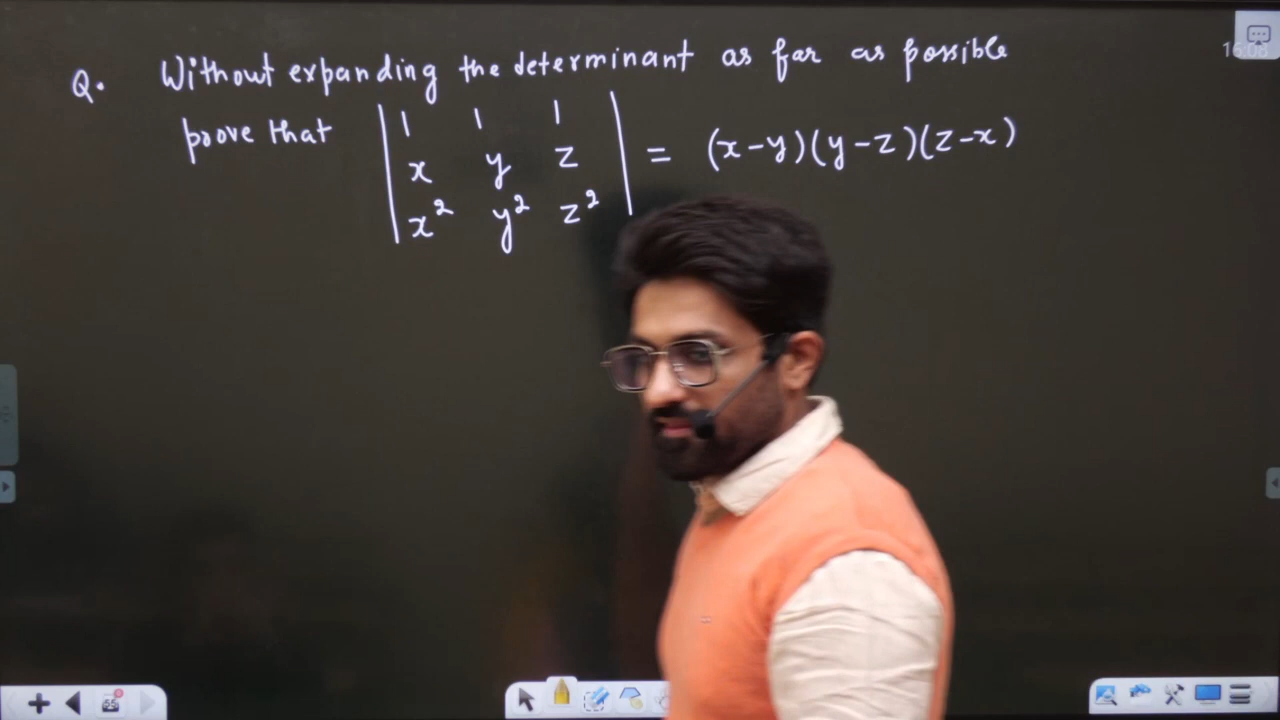 Q. Without expanding the determinant as far as possible
prove that | 1 1 1 | = (x-y)(y-z)(z-x)
x y z
x² y² z²